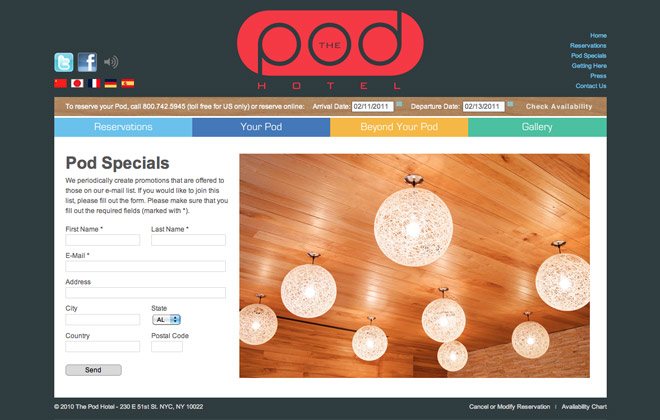 THE
pod
HOTEL
Home
Reservations
Pod Specials
Getting Here
Press
Contact Us
To reserve your Pod, call 800.742.5945 (toll free for US only) or reserve online: Arrival Date: 02/11/2011 Departure Date: 02/13/2011 Check Availability
Reservations Your Pod Beyond Your Pod Gallery
Pod Specials
We periodically create promotions that are offered to
those on our e-mail list. If you would like to join this
list, please fill out the form. Please make sure that you
fill out the required fields (marked with *).
First Name * Last Name *
E-Mail *
Address
City State
AL
Country Postal Code
Send
© 2010 The Pod Hotel - 230 E 51st St. NYC, NY 10022 Cancel or Modify Reservation | Availability Chart